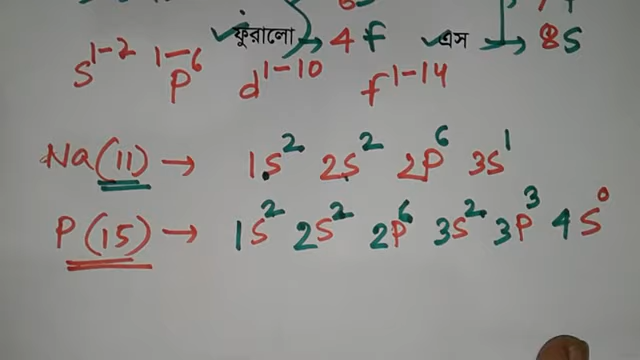 ✓ফুরালো → 4f ✓এস → 8s
s¹⁻² p¹⁻⁶ d¹⁻¹⁰ f¹⁻¹⁴
Na(11) → 1s² 2s² 2p⁶ 3s¹
P(15) → 1s² 2s² 2p⁶ 3s² 3p³ 4s⁰